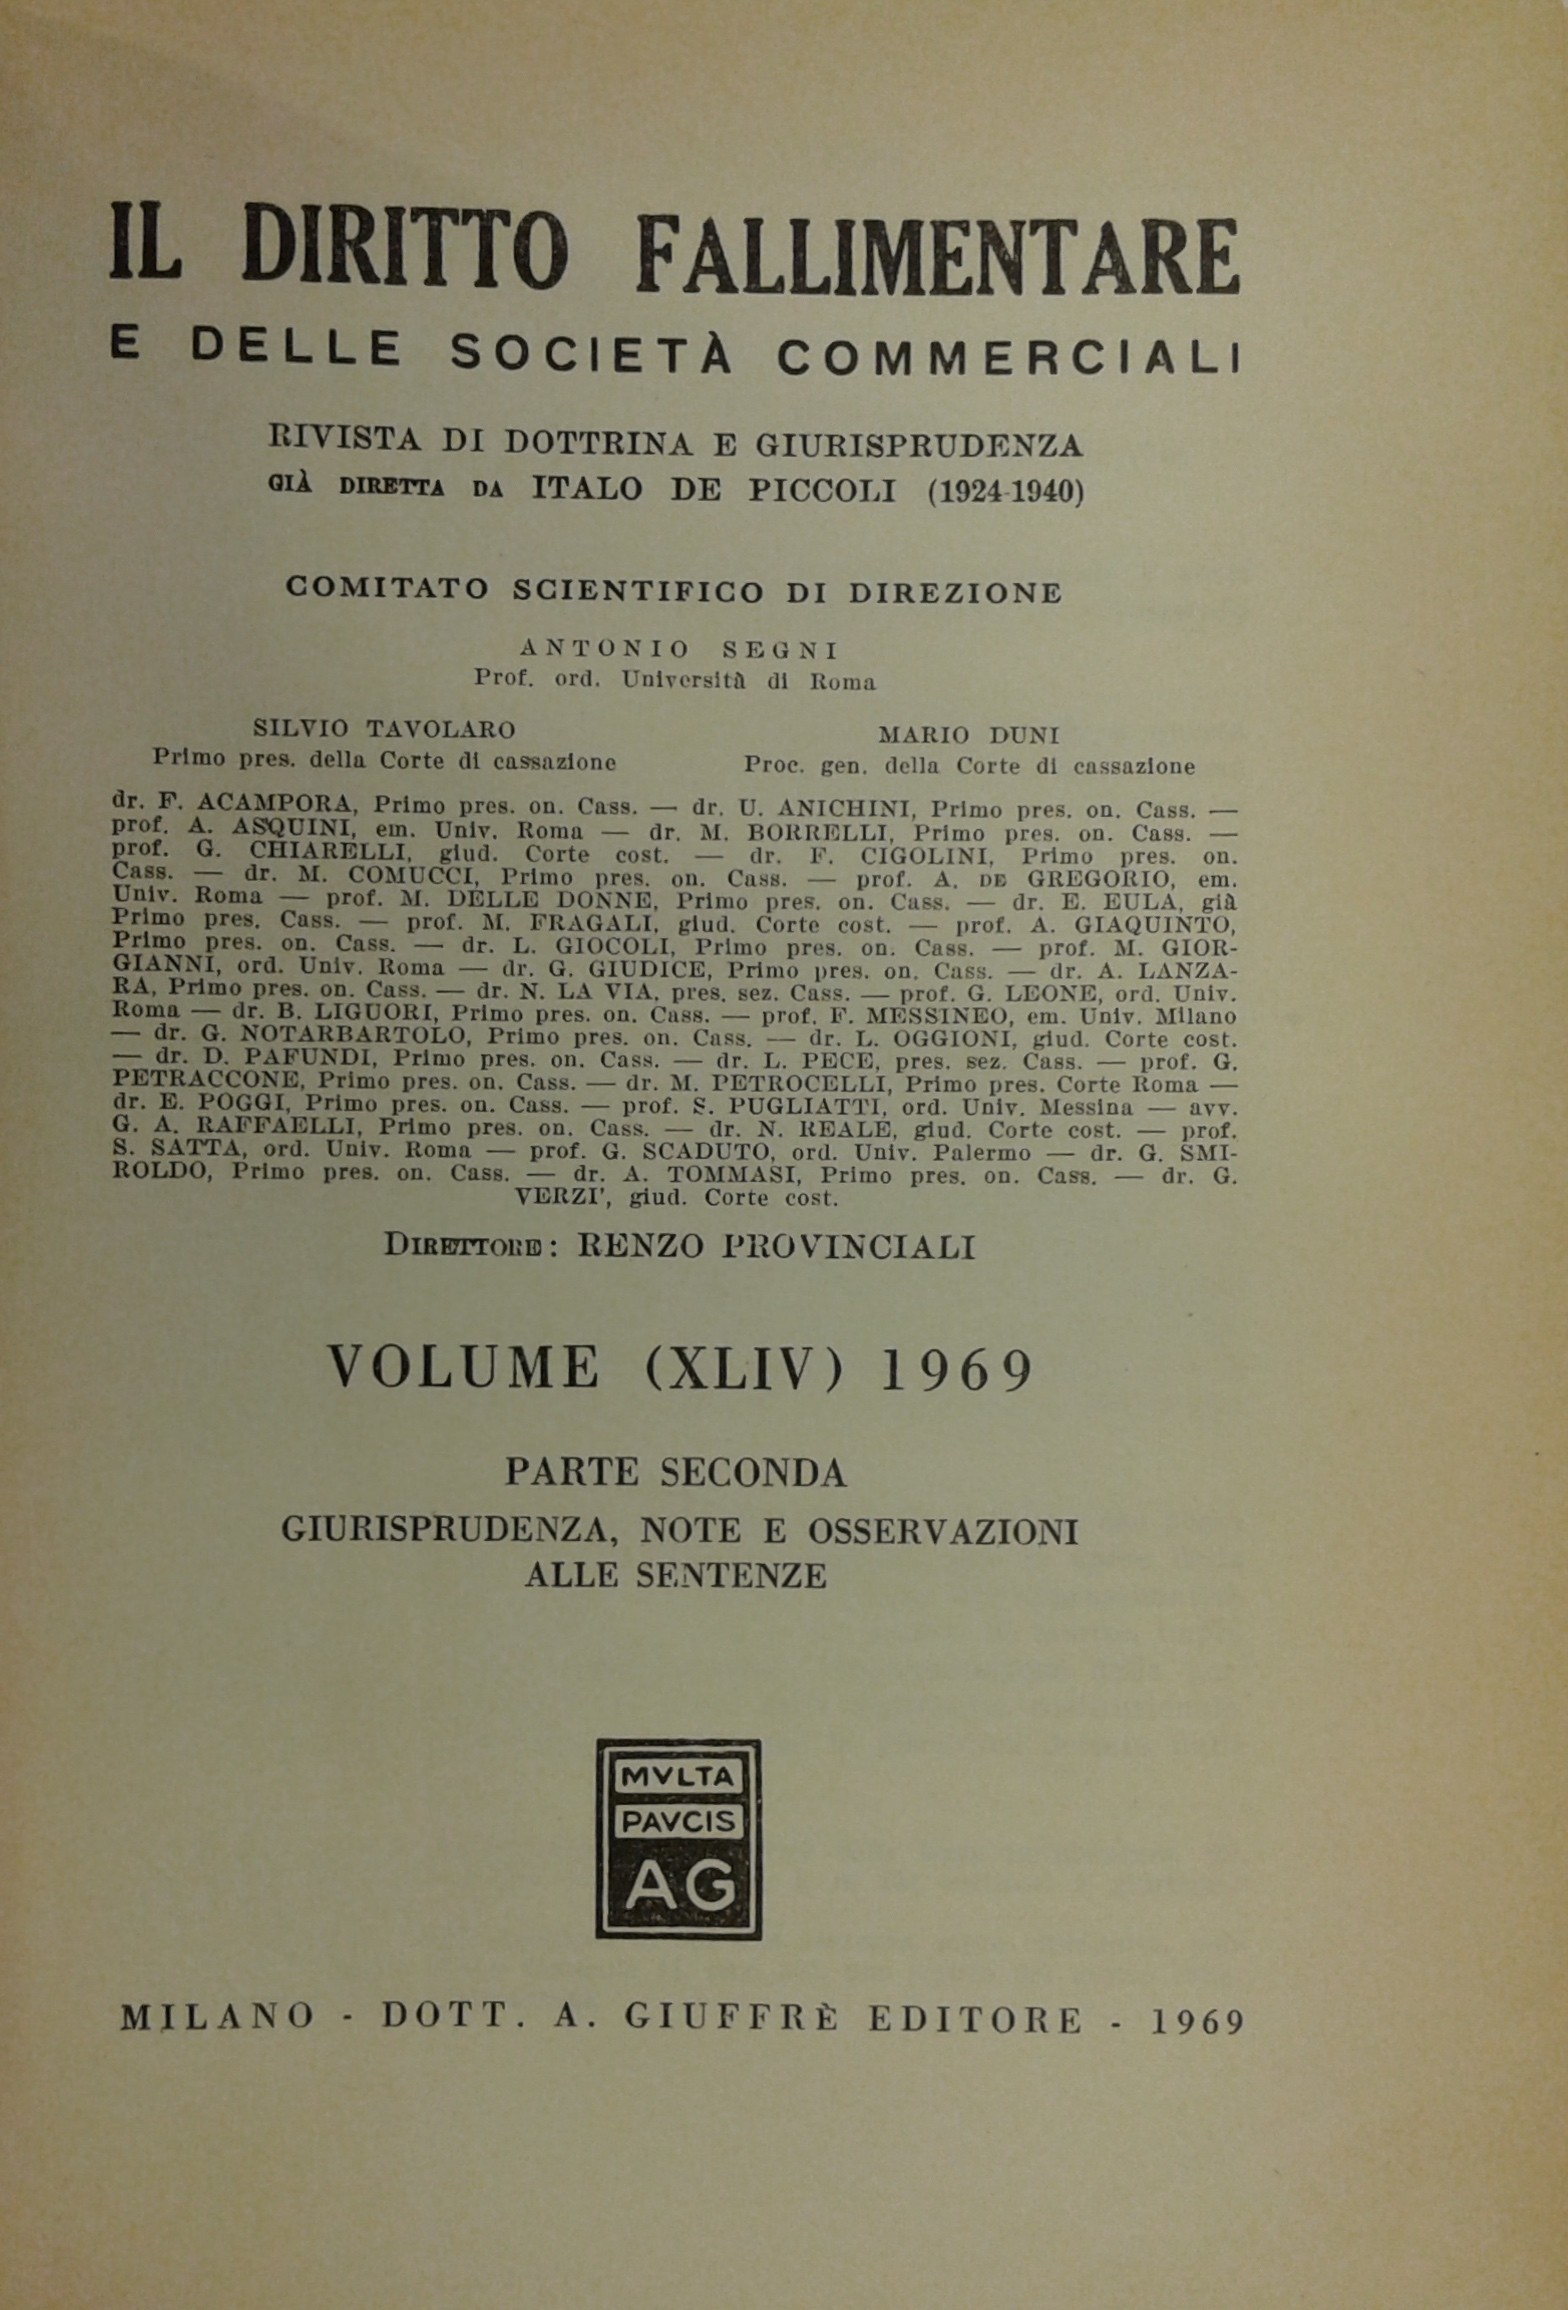 IL DIRITTO FALLIMENTARE
E DELLE SOCIETÀ COMMERCIALI
RIVISTA DI DOTTRINA E GIURISPRUDENZA
GIÀ DIRETTA DA ITALO DE PICCOLI (1924-1940)
COMITATO SCIENTIFICO DI DIREZIONE
ANTONIO SEGNI
Prof. ord. Università di Roma
SILVIO TAVOLARO
Primo pres. della Corte di cassazione
MARIO DUNI
Proc. gen. della Corte di cassazione
dr. F. ACAMPORA, Primo pres. on. Cass. — dr. U. ANICHINI, Primo pres. on. Cass. —
prof. A. ASQUINI, em. Univ. Roma — dr. M. BORRELLI, Primo pres. on. Cass. —
prof. G. CHIARELLI, giud. Corte cost. — dr. F. CIGOLINI, Primo pres. on.
Cass. — dr. M. COMUCCI, Primo pres. on. Cass. — prof. A. DE GREGORIO, em.
Univ. Roma — prof. M. DELLE DONNE, Primo pres. on. Cass. — dr. E. EULA, già
Primo pres. Cass. — prof. M. FRAGALI, giud. Corte cost. — prof. A. GIAQUINTO,
Primo pres. on. Cass. — dr. L. GIOCOLI, Primo pres. on. Cass. — prof. M. GIOR-
GIANNI, ord. Univ. Roma — dr. G. GIUDICE, Primo pres. on. Cass. — dr. A. LANZA-
RA, Primo pres. on. Cass. — dr. N. LA VIA, pres. sez. Cass. — prof. G. LEONE, ord. Univ.
Roma — dr. B. LIGUORI, Primo pres. on. Cass. — prof. F. MESSINEO, em. Univ. Milano
— dr. G. NOTARBARTOLO, Primo pres. on. Cass. — dr. L. OGGIONI, giud. Corte cost.
— dr. D. PAFUNDI, Primo pres. on. Cass. — dr. L. PECE, pres. sez. Cass. — prof. G.
PETRACCONE, Primo pres. on. Cass. — dr. M. PETROCELLI, Primo pres. Corte Roma —
dr. E. POGGI, Primo pres. on. Cass. — prof. S. PUGLIATTI, ord. Univ. Messina — avv.
G. A. RAFFAELLI, Primo pres. on. Cass. — dr. N. REALE, giud. Corte cost. — prof.
S. SATTA, ord. Univ. Roma — prof. G. SCADUTO, ord. Univ. Palermo — dr. G. SMI-
ROLDO, Primo pres. on. Cass. — dr. A. TOMMASI, Primo pres. on. Cass. — dr. G.
VERZI', giud. Corte cost.
DIRETTORE: RENZO PROVINCIALI
VOLUME (XLIV) 1969
PARTE SECONDA
GIURISPRUDENZA, NOTE E OSSERVAZIONI
ALLE SENTENZE
MVLTA
PAVCIS
AG
MILANO - DOTT. A. GIUFFRÈ EDITORE - 1969